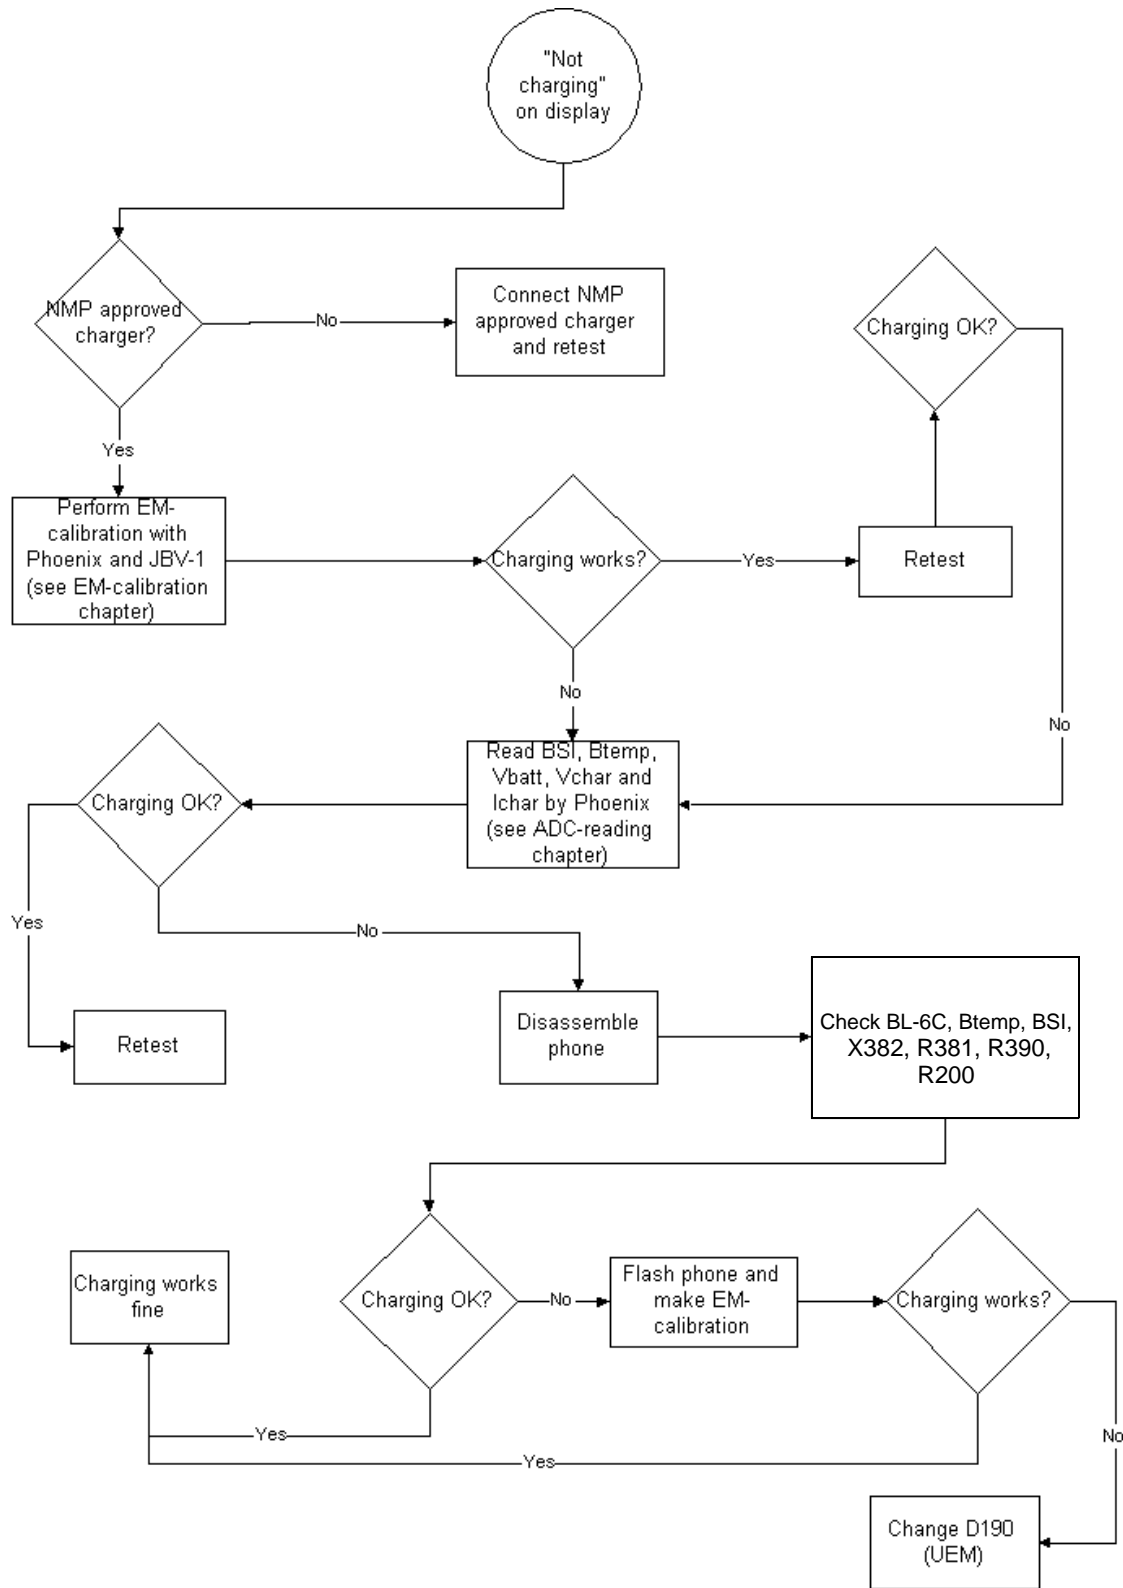 "Not
charging"
on display
NMP approved
charger?
No
Connect NMP
approved charger
and retest
Charging OK?
Yes
Perform EM-
calibration with
Phoenix and JBV-1
(see EM-calibration
chapter)
Charging works?
Yes
Retest
No
No
Read BSI, Btemp,
Vbatt, Vchar and
Ichar by Phoenix
(see ADC-reading
chapter)
Charging OK?
Yes
No
Retest
Disassemble
phone
Check BL-6C, Btemp, BSI,
X382, R381, R390,
R200
Charging works
fine
Charging OK?
No
Flash phone and
make EM-
calibration
Charging works?
Yes
Yes
No
Change D190
(UEM)